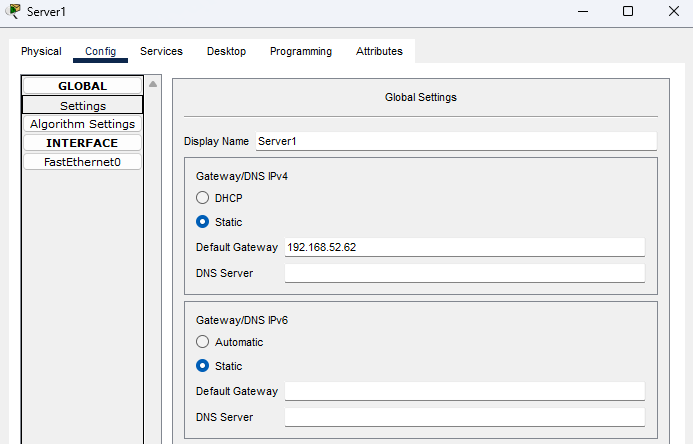 Server1
Physical Config Services Desktop Programming Attributes
GLOBAL
Settings
Algorithm Settings
INTERFACE
FastEthernet0
Global Settings
Display Name Server1
Gateway/DNS IPv4
DHCP
Static
Default Gateway 192.168.52.62
DNS Server
Gateway/DNS IPv6
Automatic
Static
Default Gateway
DNS Server